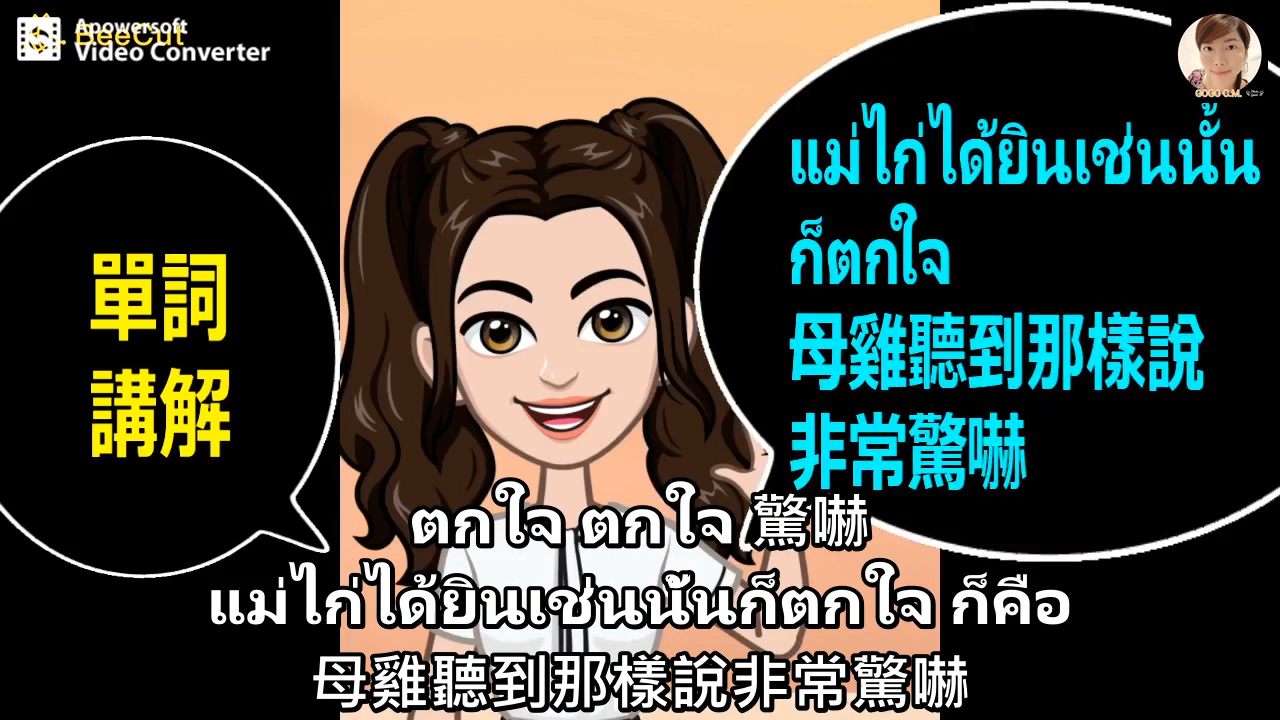 Apowersoft
BeeCut
Video Converter
GOGO C.M.
單詞
講解
แม่ไก่ได้ยินเช่นนั้น
ก็ตกใจ
母雞聽到那樣說
非常驚嚇
ตกใจ ตกใจ 驚嚇
แม่ไก่ได้ยินเช่นนั้นก็ตกใจ ก็คือ
母雞聽到那樣說非常驚嚇